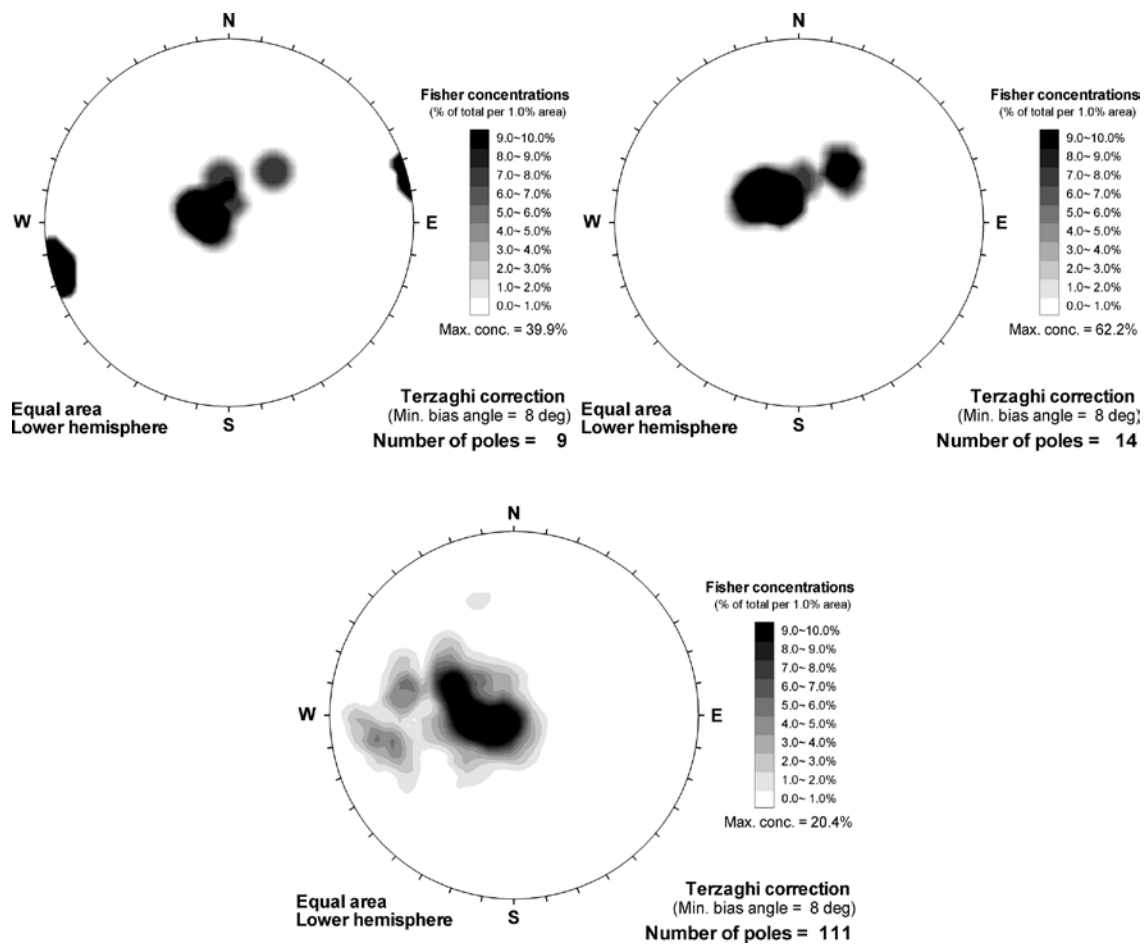 N
W
E
S
Fisher concentrations
(% of total per 1.0% area)
9.0~10.0%
8.0~ 9.0%
7.0~ 8.0%
6.0~ 7.0%
5.0~ 6.0%
4.0~ 5.0%
3.0~ 4.0%
2.0~ 3.0%
1.0~ 2.0%
0.0~ 1.0%
Max. conc. = 39.9%
Equal area
Lower hemisphere
Terzaghi correction
(Min. bias angle = 8 deg)
Number of poles = 9
N
W
E
S
Fisher concentrations
(% of total per 1.0% area)
9.0~10.0%
8.0~ 9.0%
7.0~ 8.0%
6.0~ 7.0%
5.0~ 6.0%
4.0~ 5.0%
3.0~ 4.0%
2.0~ 3.0%
1.0~ 2.0%
0.0~ 1.0%
Max. conc. = 62.2%
Equal area
Lower hemisphere
Terzaghi correction
(Min. bias angle = 8 deg)
Number of poles = 14
N
W
E
S
Fisher concentrations
(% of total per 1.0% area)
9.0~10.0%
8.0~ 9.0%
7.0~ 8.0%
6.0~ 7.0%
5.0~ 6.0%
4.0~ 5.0%
3.0~ 4.0%
2.0~ 3.0%
1.0~ 2.0%
0.0~ 1.0%
Max. conc. = 20.4%
Equal area
Lower hemisphere
Terzaghi correction
(Min. bias angle = 8 deg)
Number of poles = 111